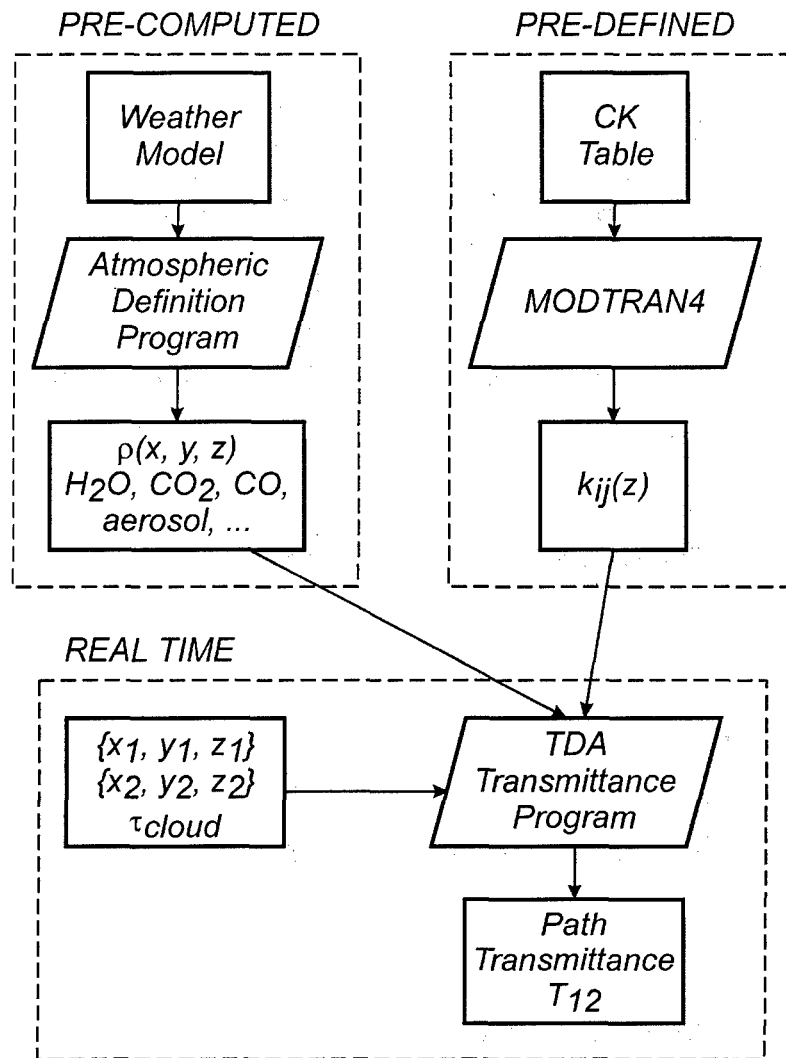 PRE-COMPUTED
Weather
Model
Atmospheric
Definition
Program
ρ(x, y, z)
H₂O, CO₂, CO,
aerosol, ...
PRE-DEFINED
CK
Table
MODTRAN4
kᵢⱼ(z)
REAL TIME
{x₁, y₁, z₁}
{x₂, y₂, z₂}
τcloud
TDA
Transmittance
Program
Path
Transmittance
T₁₂